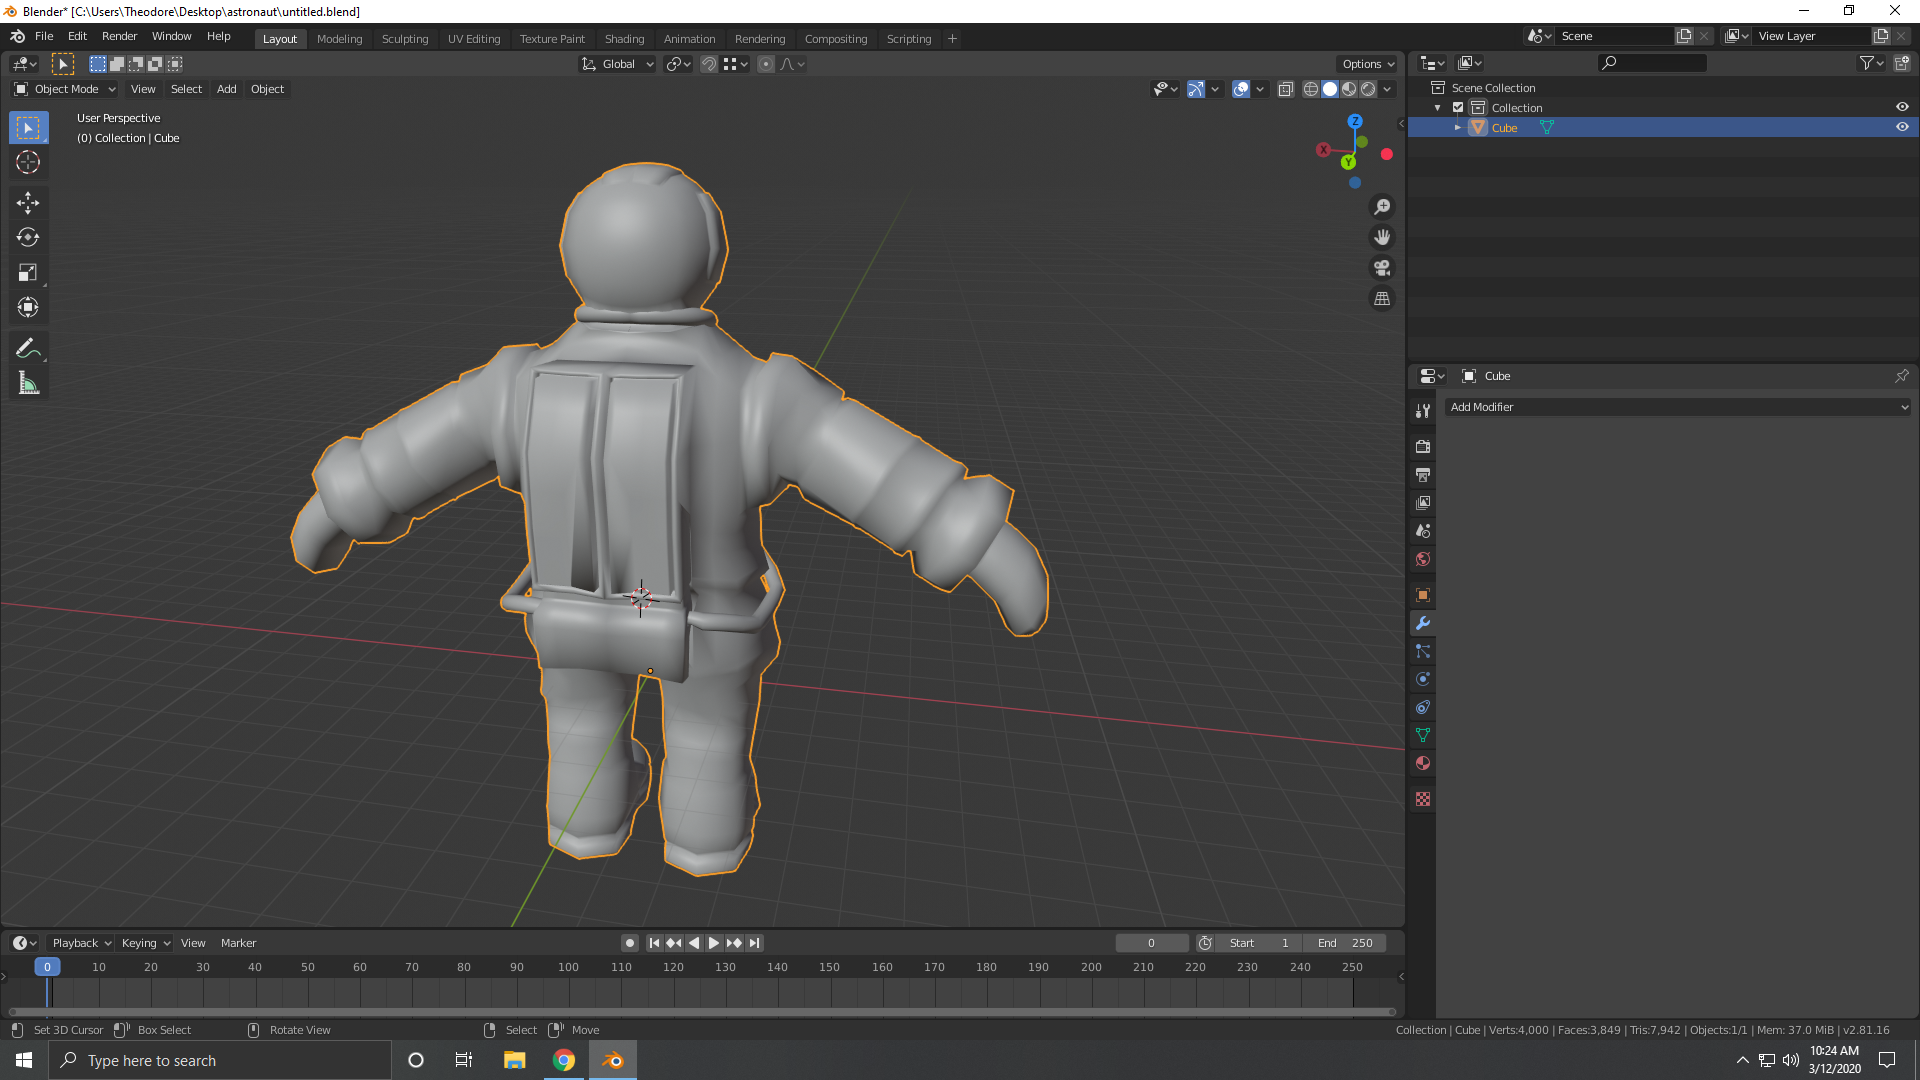 Blender* [C:\Users\Theodore\Desktop\astronaut\untitled.blend]
File Edit Render Window Help Layout Modeling Sculpting UV Editing Texture Paint Shading Animation Rendering Compositing Scripting + Scene View Layer
Global Options
Object Mode View Select Add Object
User Perspective
(0) Collection | Cube
Z
X
Y
Scene Collection
Collection
Cube
Cube
Add Modifier
Playback Keying View Marker 0 Start 1 End 250
0 10 20 30 40 50 60 70 80 90 100 110 120 130 140 150 160 170 180 190 200 210 220 230 240 250
Set 3D Cursor Box Select Rotate View Select Move Collection | Cube | Verts:4,000 | Faces:3,849 | Tris:7,942 | Objects:1/1 | Mem: 37.0 MiB | v2.81.16
Type here to search
10:24 AM
3/12/2020